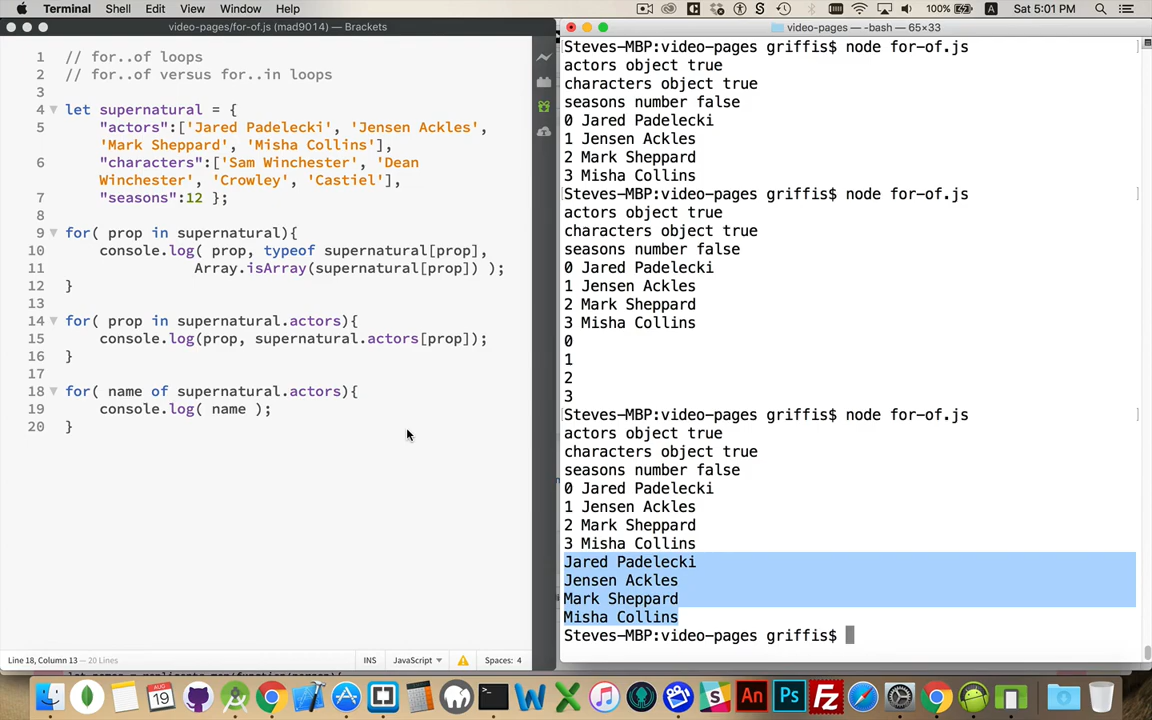 Terminal Shell Edit View Window Help
100% Sat 5:01 PM
video-pages/for-of.js (mad9014) — Brackets
1 // for..of loops
2 // for..of versus for..in loops
3
4 let supernatural = {
5 "actors":['Jared Padelecki', 'Jensen Ackles',
'Mark Sheppard', 'Misha Collins'],
6 "characters":['Sam Winchester', 'Dean
Winchester', 'Crowley', 'Castiel'],
7 "seasons":12 };
8
9 for( prop in supernatural){
10 console.log( prop, typeof supernatural[prop],
11 Array.isArray(supernatural[prop]) );
12 }
13
14 for( prop in supernatural.actors){
15 console.log(prop, supernatural.actors[prop]);
16 }
17
18 for( name of supernatural.actors){
19 console.log( name );
20 }
Line 18, Column 13 — 20 Lines
INS JavaScript Spaces: 4
video-pages — -bash — 65×33
Steves-MBP:video-pages griffis$ node for-of.js
actors object true
characters object true
seasons number false
0 Jared Padelecki
1 Jensen Ackles
2 Mark Sheppard
3 Misha Collins
Steves-MBP:video-pages griffis$ node for-of.js
actors object true
characters object true
seasons number false
0 Jared Padelecki
1 Jensen Ackles
2 Mark Sheppard
3 Misha Collins
0
1
2
3
Steves-MBP:video-pages griffis$ node for-of.js
actors object true
characters object true
seasons number false
0 Jared Padelecki
1 Jensen Ackles
2 Mark Sheppard
3 Misha Collins
Jared Padelecki
Jensen Ackles
Mark Sheppard
Misha Collins
Steves-MBP:video-pages griffis$
AUG
19
An
Ps